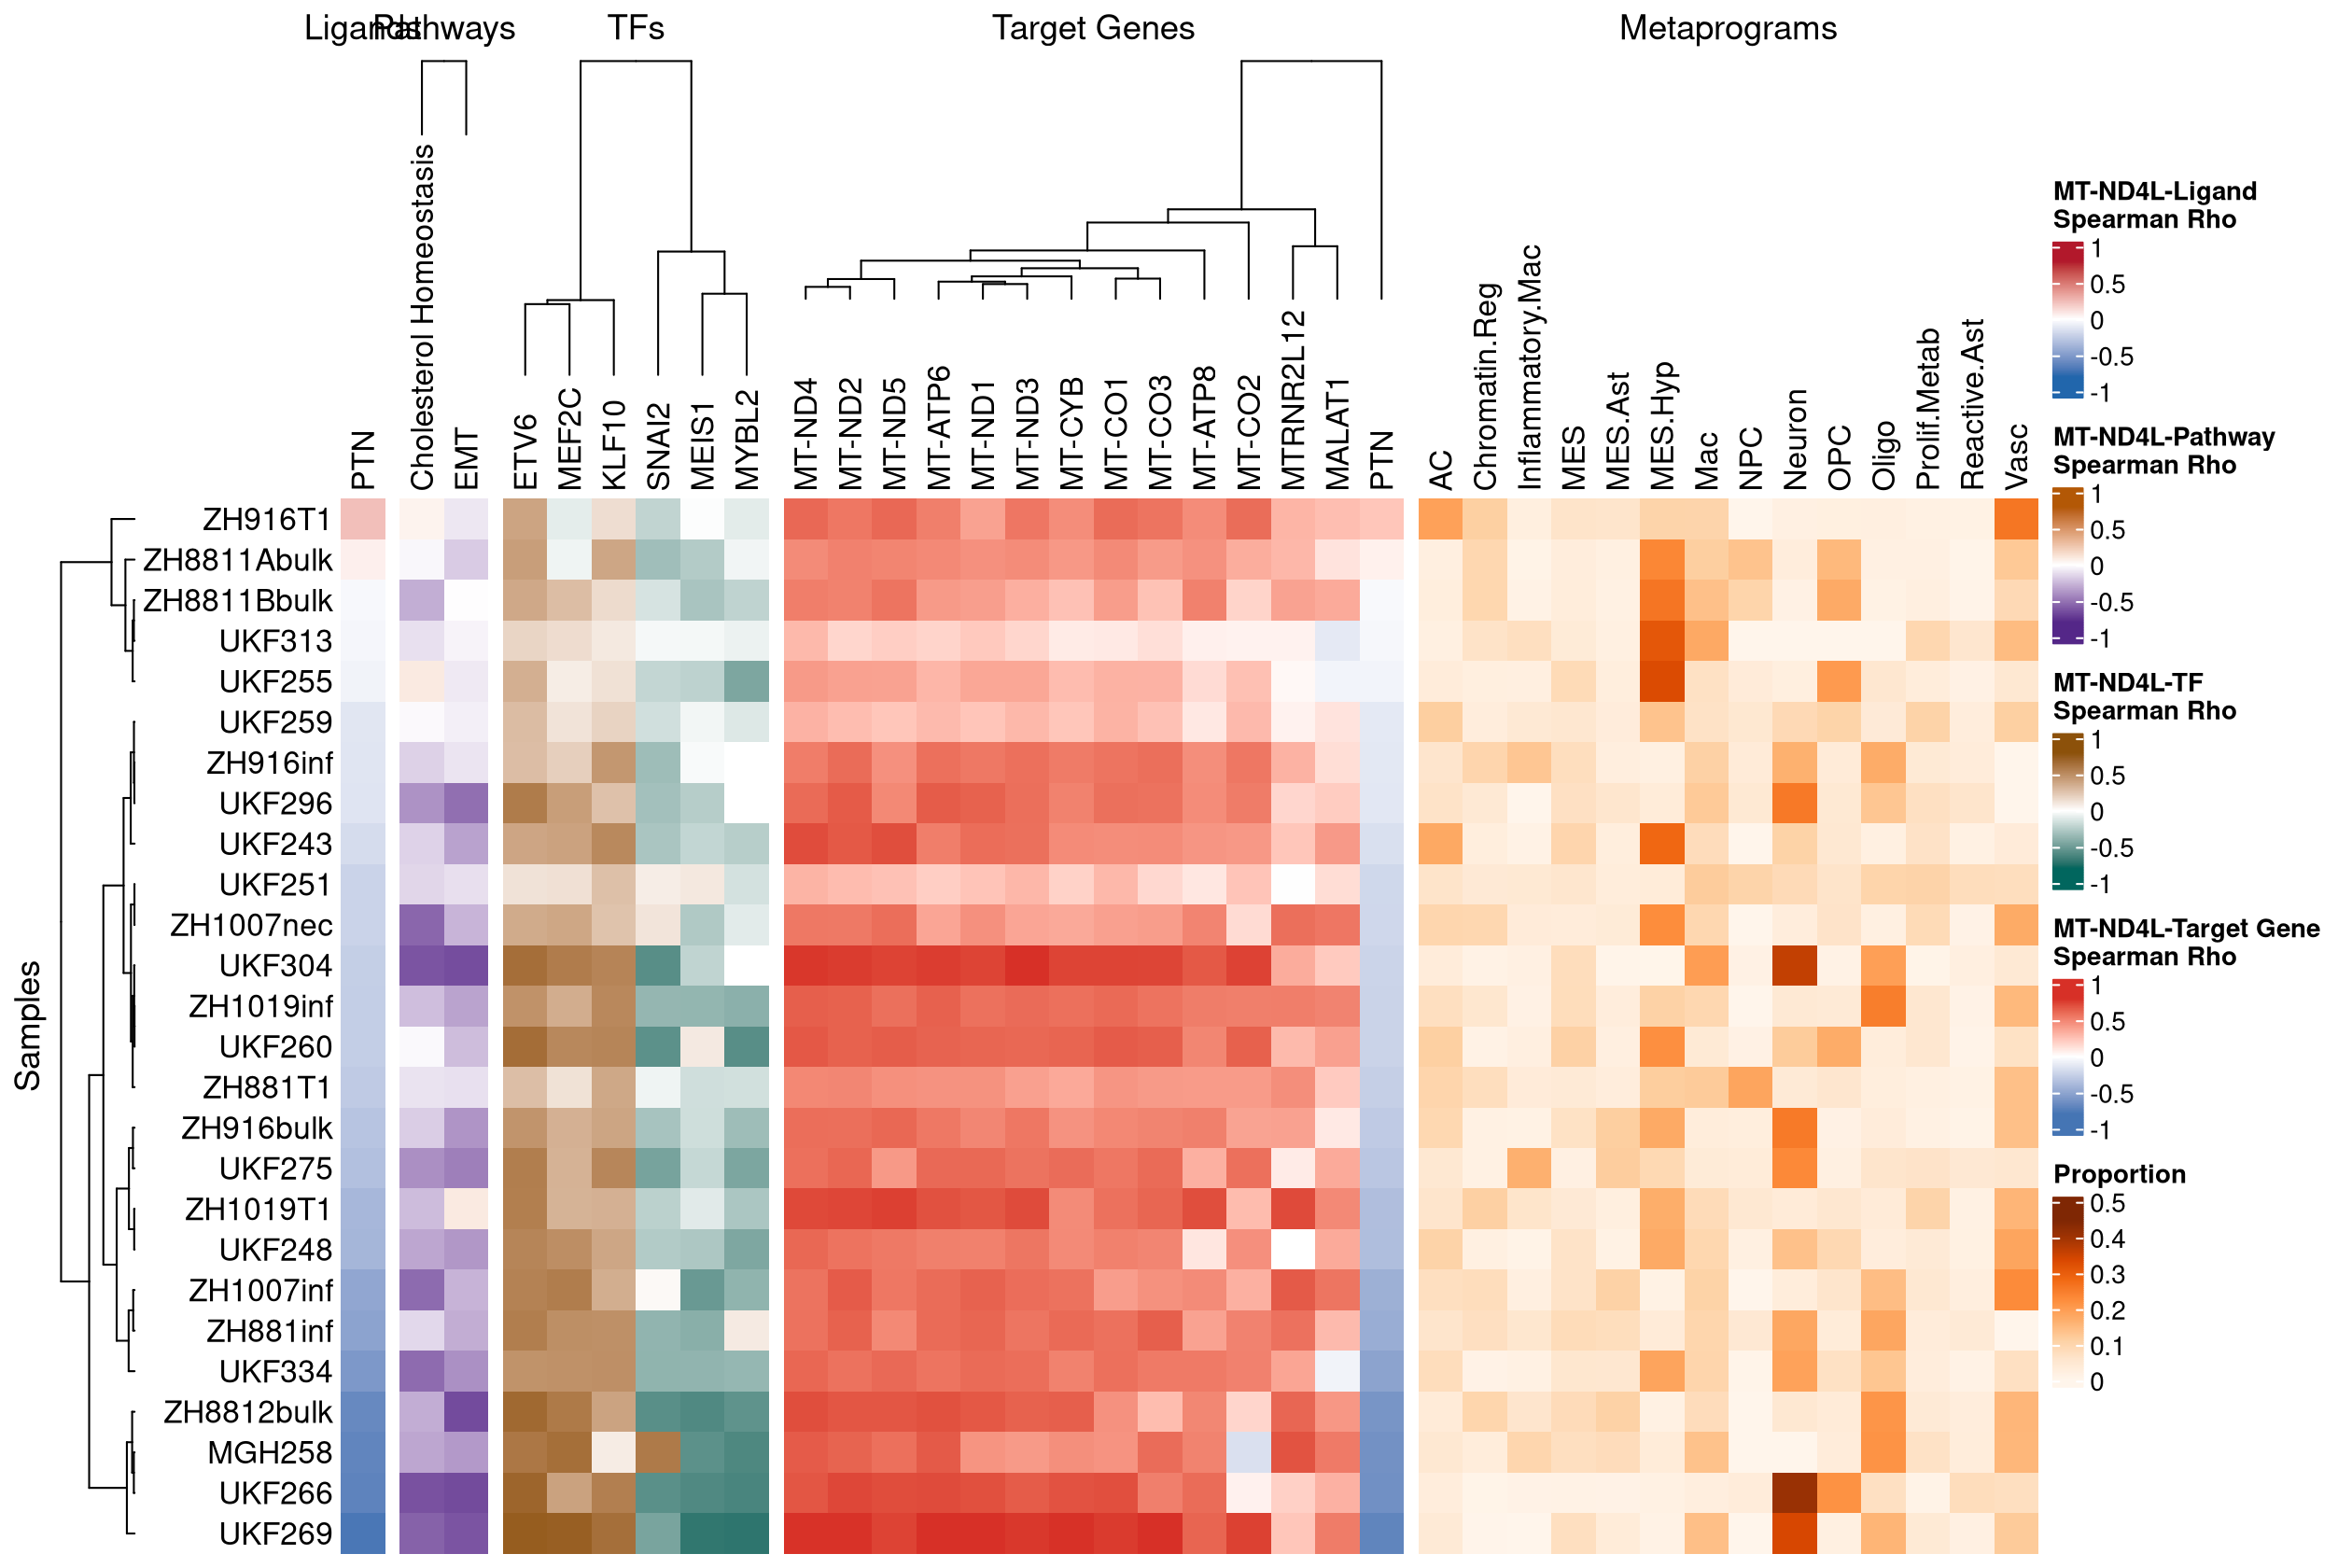 Ligands Pathways TFs Target Genes Metaprograms
PTN
Cholesterol Homeostasis
EMT
ETV6
MEF2C
KLF10
SNAI2
MEIS1
MYBL2
MT-ND4
MT-ND2
MT-ND5
MT-ATP6
MT-ND1
MT-ND3
MT-CYB
MT-CO1
MT-CO3
MT-ATP8
MT-CO2
MTRNR2L12
MALAT1
PTN
AC
Chromatin.Reg
Inflammatory.Mac
MES
MES.Ast
MES.Hyp
Mac
NPC
Neuron
OPC
Oligo
Prolif.Metab
Reactive.Ast
Vasc
Samples
ZH916T1
ZH8811Abulk
ZH8811Bbulk
UKF313
UKF255
UKF259
ZH916inf
UKF296
UKF243
UKF251
ZH1007nec
UKF304
ZH1019inf
UKF260
ZH881T1
ZH916bulk
UKF275
ZH1019T1
UKF248
ZH1007inf
ZH881inf
UKF334
ZH8812bulk
MGH258
UKF266
UKF269
MT-ND4L-Ligand
Spearman Rho
1
0.5
0
-0.5
-1
MT-ND4L-Pathway
Spearman Rho
1
0.5
0
-0.5
-1
MT-ND4L-TF
Spearman Rho
1
0.5
0
-0.5
-1
MT-ND4L-Target Gene
Spearman Rho
1
0.5
0
-0.5
-1
Proportion
0.5
0.4
0.3
0.2
0.1
0